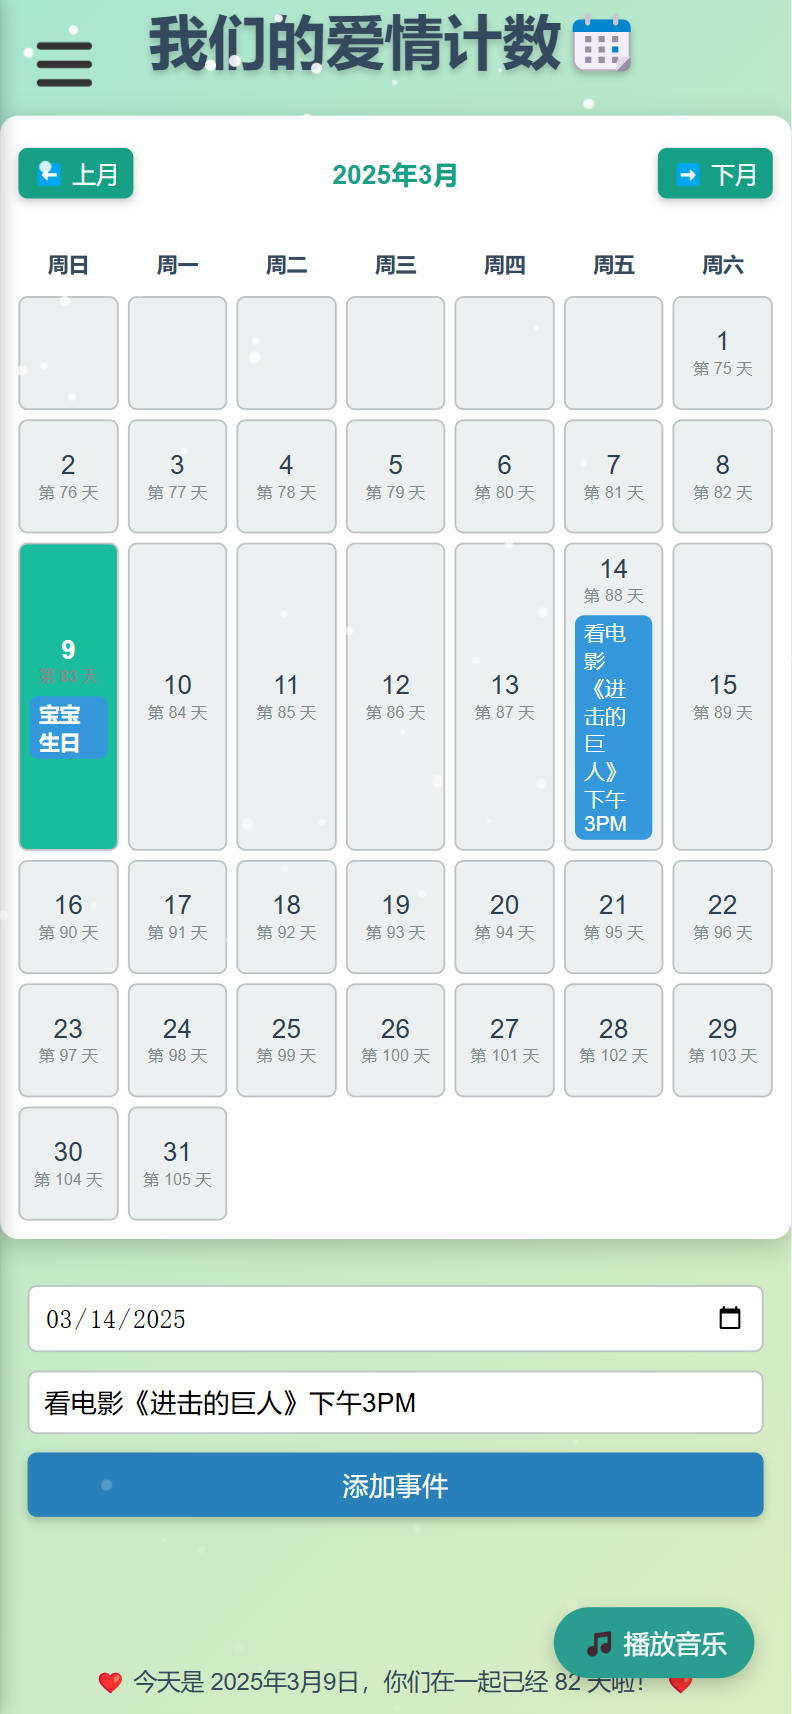 我们的爱情计数📅
⬅️ 上月
2025年3月
➡️ 下月
周日 周一 周二 周三 周四 周五 周六
1
第 75 天
2 3 4 5 6 7 8
第 76 天 第 77 天 第 78 天 第 79 天 第 80 天 第 81 天 第 82 天
9
第 83 天
宝宝
生日
10
第 84 天
11
第 85 天
12
第 86 天
13
第 87 天
14
第 88 天
看电
影
《进
击的
巨
人》
下午
3PM
15
第 89 天
16 17 18 19 20 21 22
第 90 天 第 91 天 第 92 天 第 93 天 第 94 天 第 95 天 第 96 天
23 24 25 26 27 28 29
第 97 天 第 98 天 第 99 天 第 100 天 第 101 天 第 102 天 第 103 天
30 31
第 104 天 第 105 天
03/14/2025
看电影《进击的巨人》下午3PM
添加事件
🎵 播放音乐
❤️ 今天是 2025年3月9日，你们在一起已经 82 天啦！ ❤️